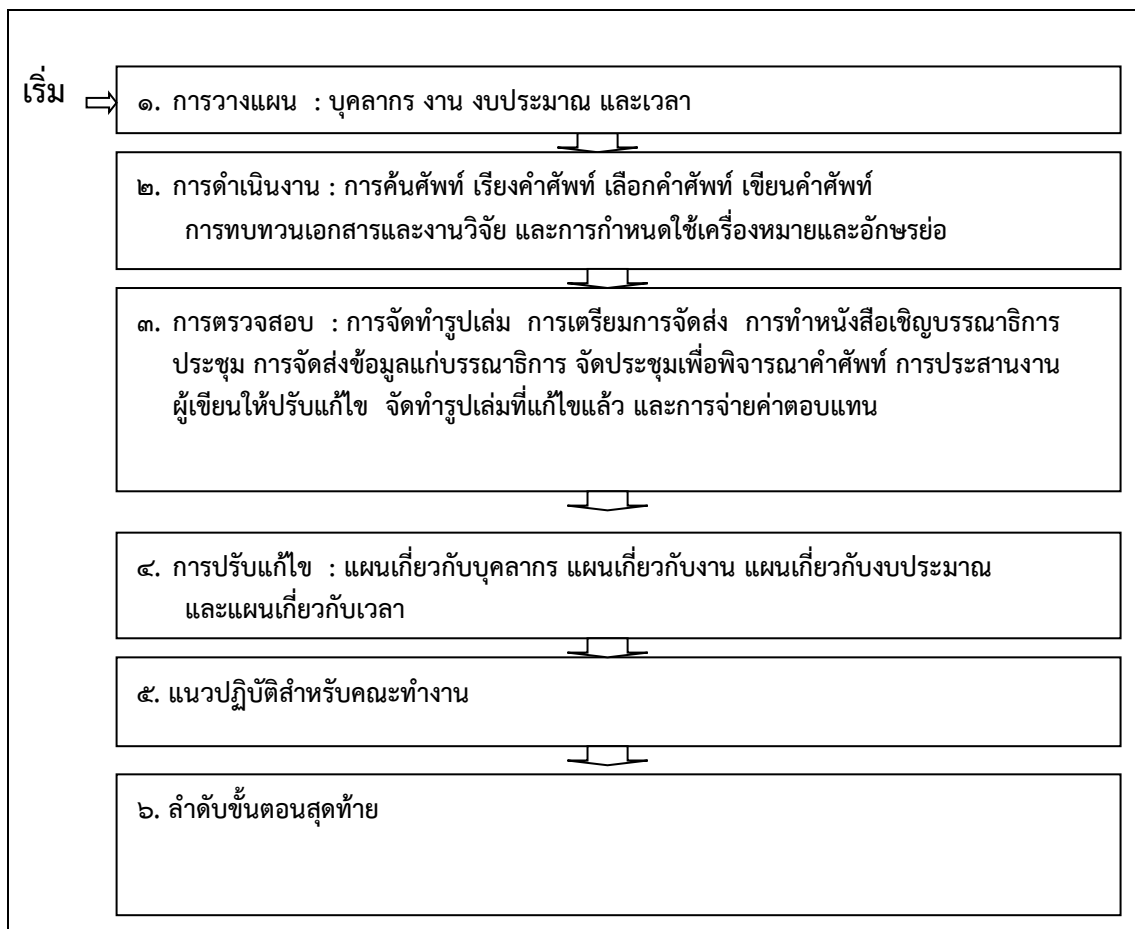 เริ่ม
๑. การวางแผน : บุคลากร งาน งบประมาณ และเวลา
๒. การดำเนินงาน : การค้นศัพท์ เรียงคำศัพท์ เลือกคำศัพท์ เขียนคำศัพท์
การทบทวนเอกสารและงานวิจัย และการกำหนดใช้เครื่องหมายและอักษรย่อ
๓. การตรวจสอบ : การจัดทำรูปเล่ม การเตรียมการจัดส่ง การทำหนังสือเชิญบรรณาธิการ
ประชุม การจัดส่งข้อมูลแก่บรรณาธิการ จัดประชุมเพื่อพิจารณาคำศัพท์ การประสานงาน
ผู้เขียนให้ปรับแก้ไข จัดทำรูปเล่มที่แก้ไขแล้ว และการจ่ายค่าตอบแทน
๔. การปรับแก้ไข : แผนเกี่ยวกับบุคลากร แผนเกี่ยวกับงาน แผนเกี่ยวกับงบประมาณ
และแผนเกี่ยวกับเวลา
๕. แนวปฏิบัติสำหรับคณะทำงาน
๖. ลำดับขั้นตอนสุดท้าย